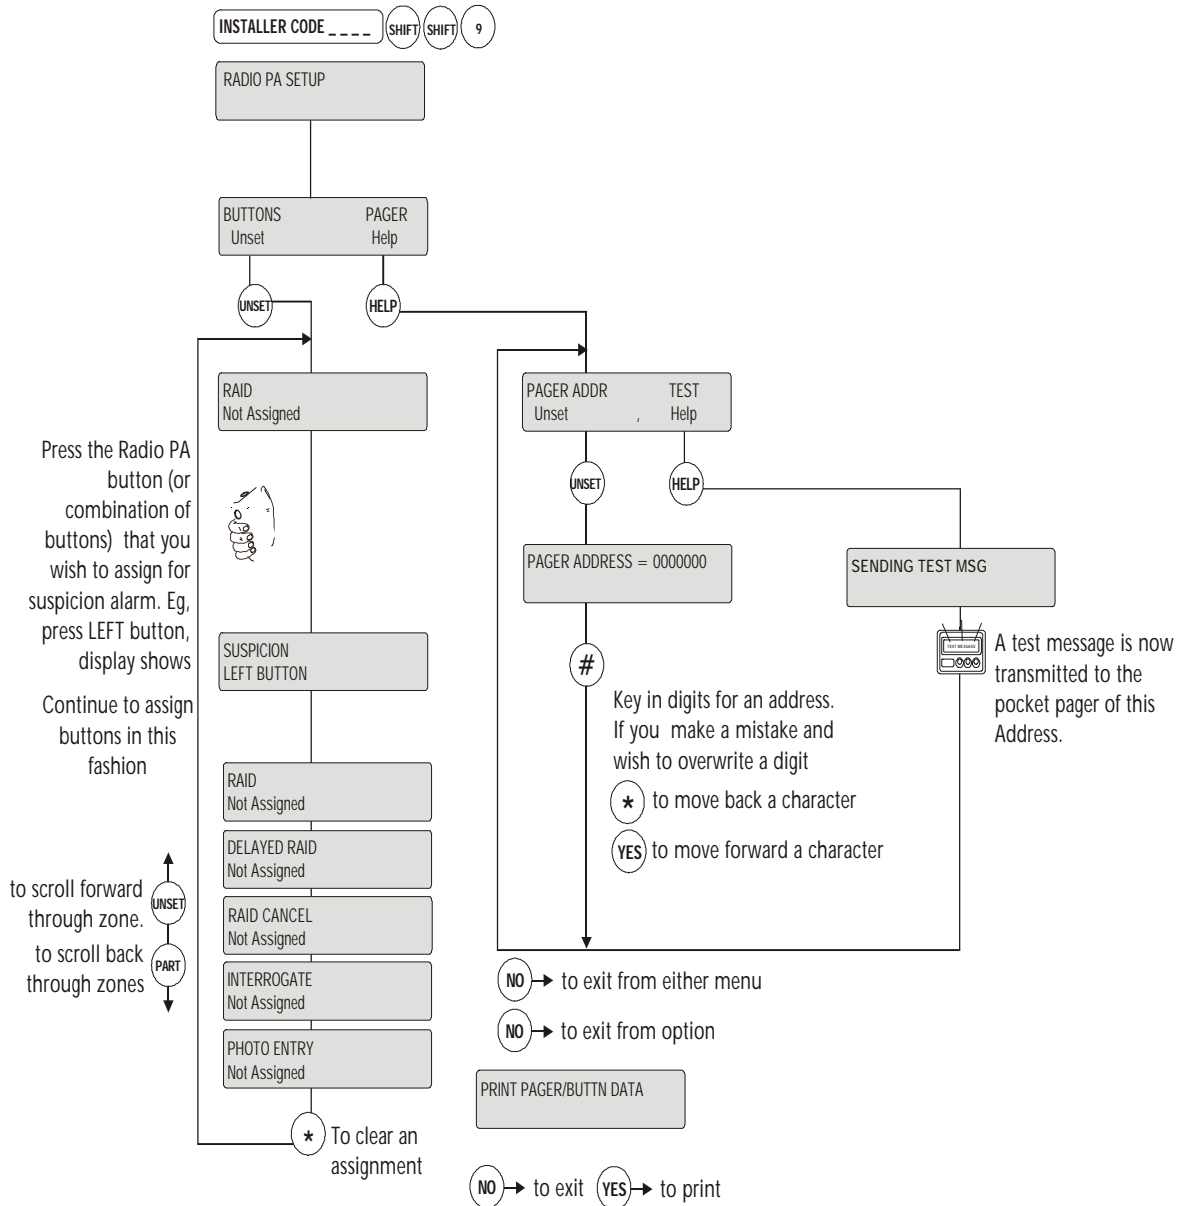 INSTALLER CODE _ _ _ _ SHIFT SHIFT 9
RADIO PA SETUP
BUTTONS PAGER
Unset Help
UNSET
HELP
RAID
Not Assigned
Press the Radio PA
button (or
combination of
buttons) that you
wish to assign for
suspicion alarm. Eg,
press LEFT button,
display shows
Continue to assign
buttons in this
fashion
SUSPICION
LEFT BUTTON
RAID
Not Assigned
DELAYED RAID
Not Assigned
RAID CANCEL
Not Assigned
INTERROGATE
Not Assigned
PHOTO ENTRY
Not Assigned
to scroll forward
through zone.
UNSET
to scroll back
through zones
PART
* To clear an
assignment
PAGER ADDR TEST
Unset , Help
UNSET
HELP
PAGER ADDRESS = 0000000
#
Key in digits for an address.
If you make a mistake and
wish to overwrite a digit
* to move back a character
YES to move forward a character
SENDING TEST MSG
TEST MESSAGE
A test message is now
transmitted to the
pocket pager of this
Address.
NO to exit from either menu
NO to exit from option
PRINT PAGER/BUTTN DATA
NO to exit YES to print